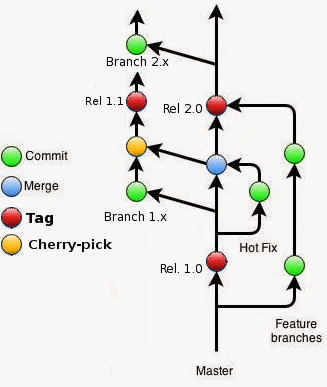 Branch 2.x
Rel 1.1
Rel 2.0
Commit
Merge
Tag
Cherry-pick
Branch 1.x
Hot Fix
Rel. 1.0
Feature
branches
Master